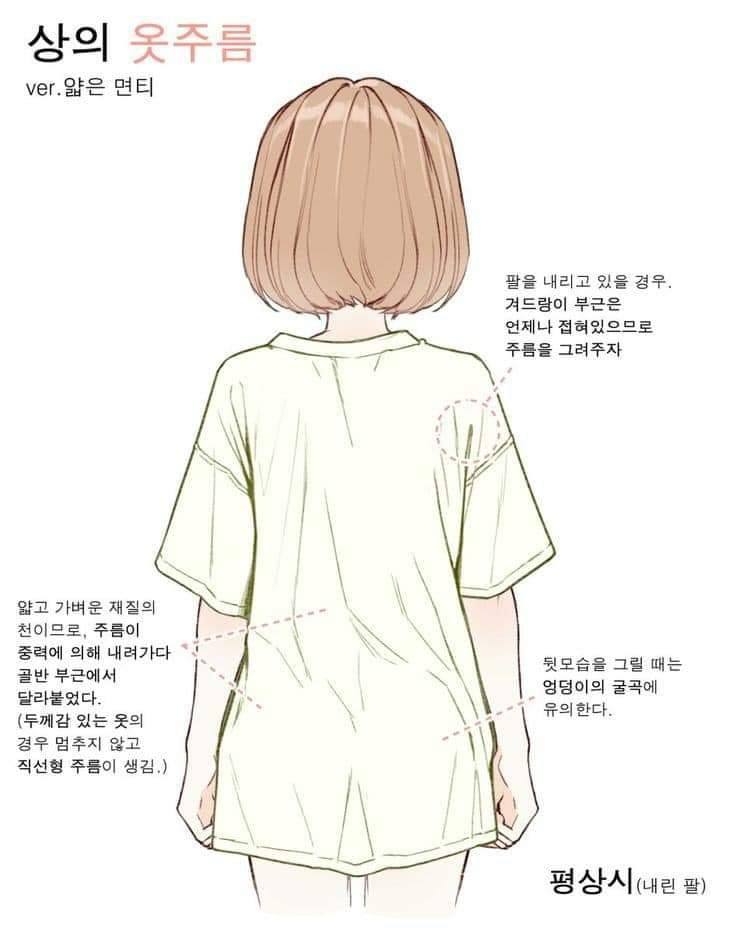 상의 옷주름
ver.얇은 면티
팔을 내리고 있을 경우.
겨드랑이 부근은
언제나 접혀있으므로
주름을 그려주자
얇고 가벼운 재질의
천이므로, 주름이
중력에 의해 내려가다
골반 부근에서
달라붙었다.
(두께감 있는 옷의
경우 멈추지 않고
직선형 주름이 생김.)
뒷모습을 그릴 때는
엉덩이의 굴곡에
유의한다.
평상시(내린 팔)